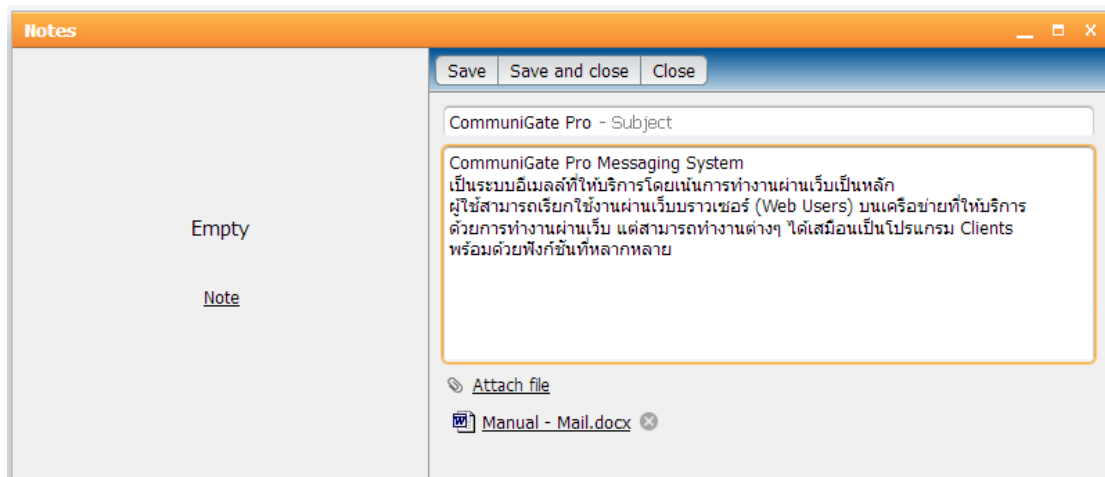 Notes
Save Save and close Close
CommuniGate Pro - Subject
CommuniGate Pro Messaging System
เป็นระบบอีเมลล์ที่ให้บริการโดยเน้นการทำงานผ่านเว็บเป็นหลัก
ผู้ใช้สามารถเรียกใช้งานผ่านเว็บบราวเซอร์ (Web Users) บนเครือข่ายที่ให้บริการ
ด้วยการทำงานผ่านเว็บ แต่สามารถทำงานต่างๆ ได้เสมือนเป็นโปรแกรม Clients
พร้อมด้วยฟังก์ชั่นที่หลากหลาย
Empty
Note
Attach file
Manual - Mail.docx